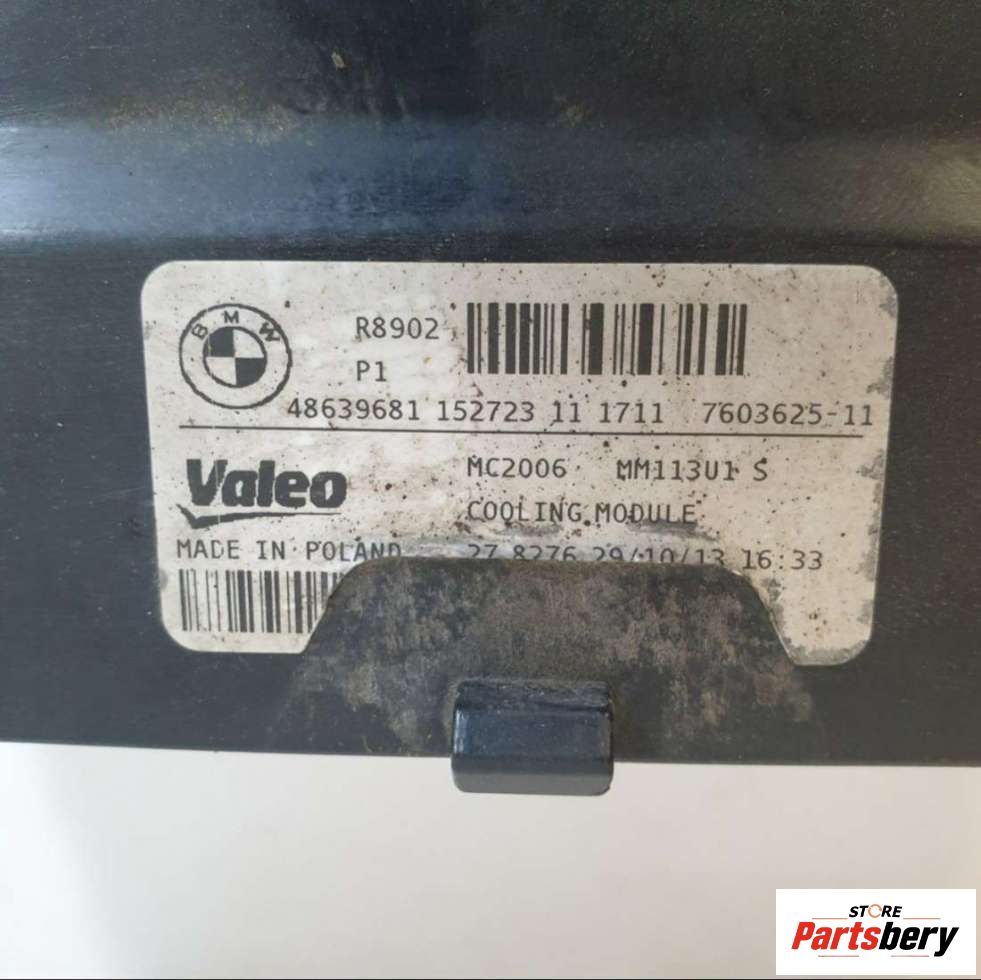 BMW
R8902
P1
48639681 152723 11 1711 7603625-11
Valeo
MC2006 MM113U1 S
COOLING MODULE
MADE IN POLAND 27 8276 29/10/13 16:33
STORE
Partsbery